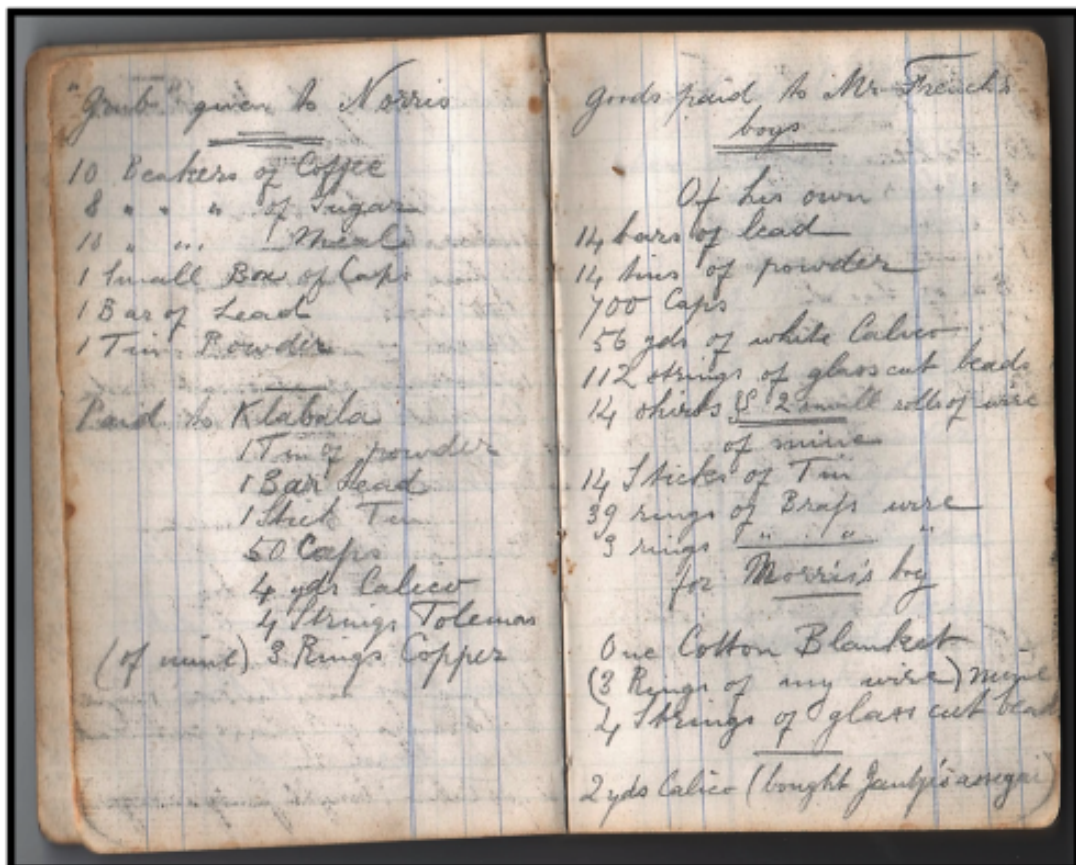 "Grub" given to Norris
10 Beakers of Coffee
8 " " " of Sugar
10 " " " Meal
1 Small Box of Caps
1 Bar of Lead
1 Tin Powder
Paid to Klabala
1 Tin of powder
1 Bar Lead
1 Stick Tin
50 Caps
4 yds Calico
4 Strings
(of mine) 3 Rings Copper
Goods paid to Mr French's
boys
Of his own
14 bars of lead
14 tins of powder
700 Caps
56 yds of white Calico
112 strings of glass cut beads
14 shirts & 2 small rolls of wire
of mine
14 Sticks of Tin
39 rings of Brass wire
3 rings " " "
for Morris's boy
One Cotton Blanket
(3 Rings of my wire) mine
4 Strings of glass cut bead
2 yds Calico (bought assegai)